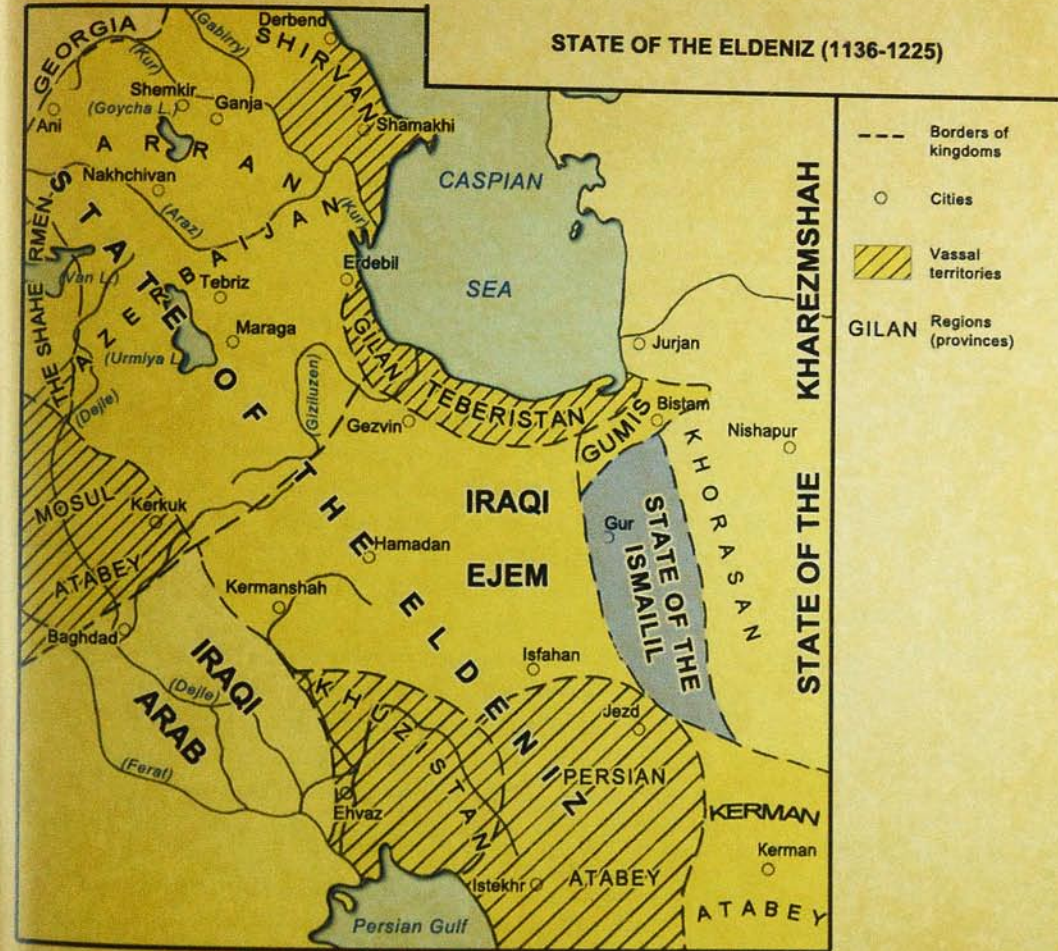 STATE OF THE ELDENIZ (1136-1225)
Borders of
kingdoms
Cities
Vassal
territories
GILAN
Regions
(provinces)
GEORGIA
(Kur)
(Gabirry)
Derbend
SHIRVAN
Shemkir
(Goycha L.)
Ganja
Ani
Shamakhi
ARRAN
Nakhchivan
(Araz)
(Kur)
CASPIAN
SEA
STATE OF THE ELDENIZ
THE SHAHE RMEN
(Van L.)
AZERBAIJAN
Tebriz
Erdebil
Maraga
(Urmiya L.)
GILAN
(Dejle)
(Giziluzen)
Gezvin
TEBERISTAN
GUMIS
Jurjan
Bistam
Nishapur
KHORASAN
STATE OF THE KHAREZMSHAH
MOSUL
ATABEY
Kerkuk
IRAQI
EJEM
Hamadan
Gur
STATE OF THE
ISMAILIL
Kermanshah
Baghdad
IRAQI
ARAB
(Dejle)
(Ferat)
Isfahan
KHUZISTAN
Jezd
PERSIAN
ATABEY
Ehvaz
Istekhr
KERMAN
Kerman
ATABEY
Persian Gulf